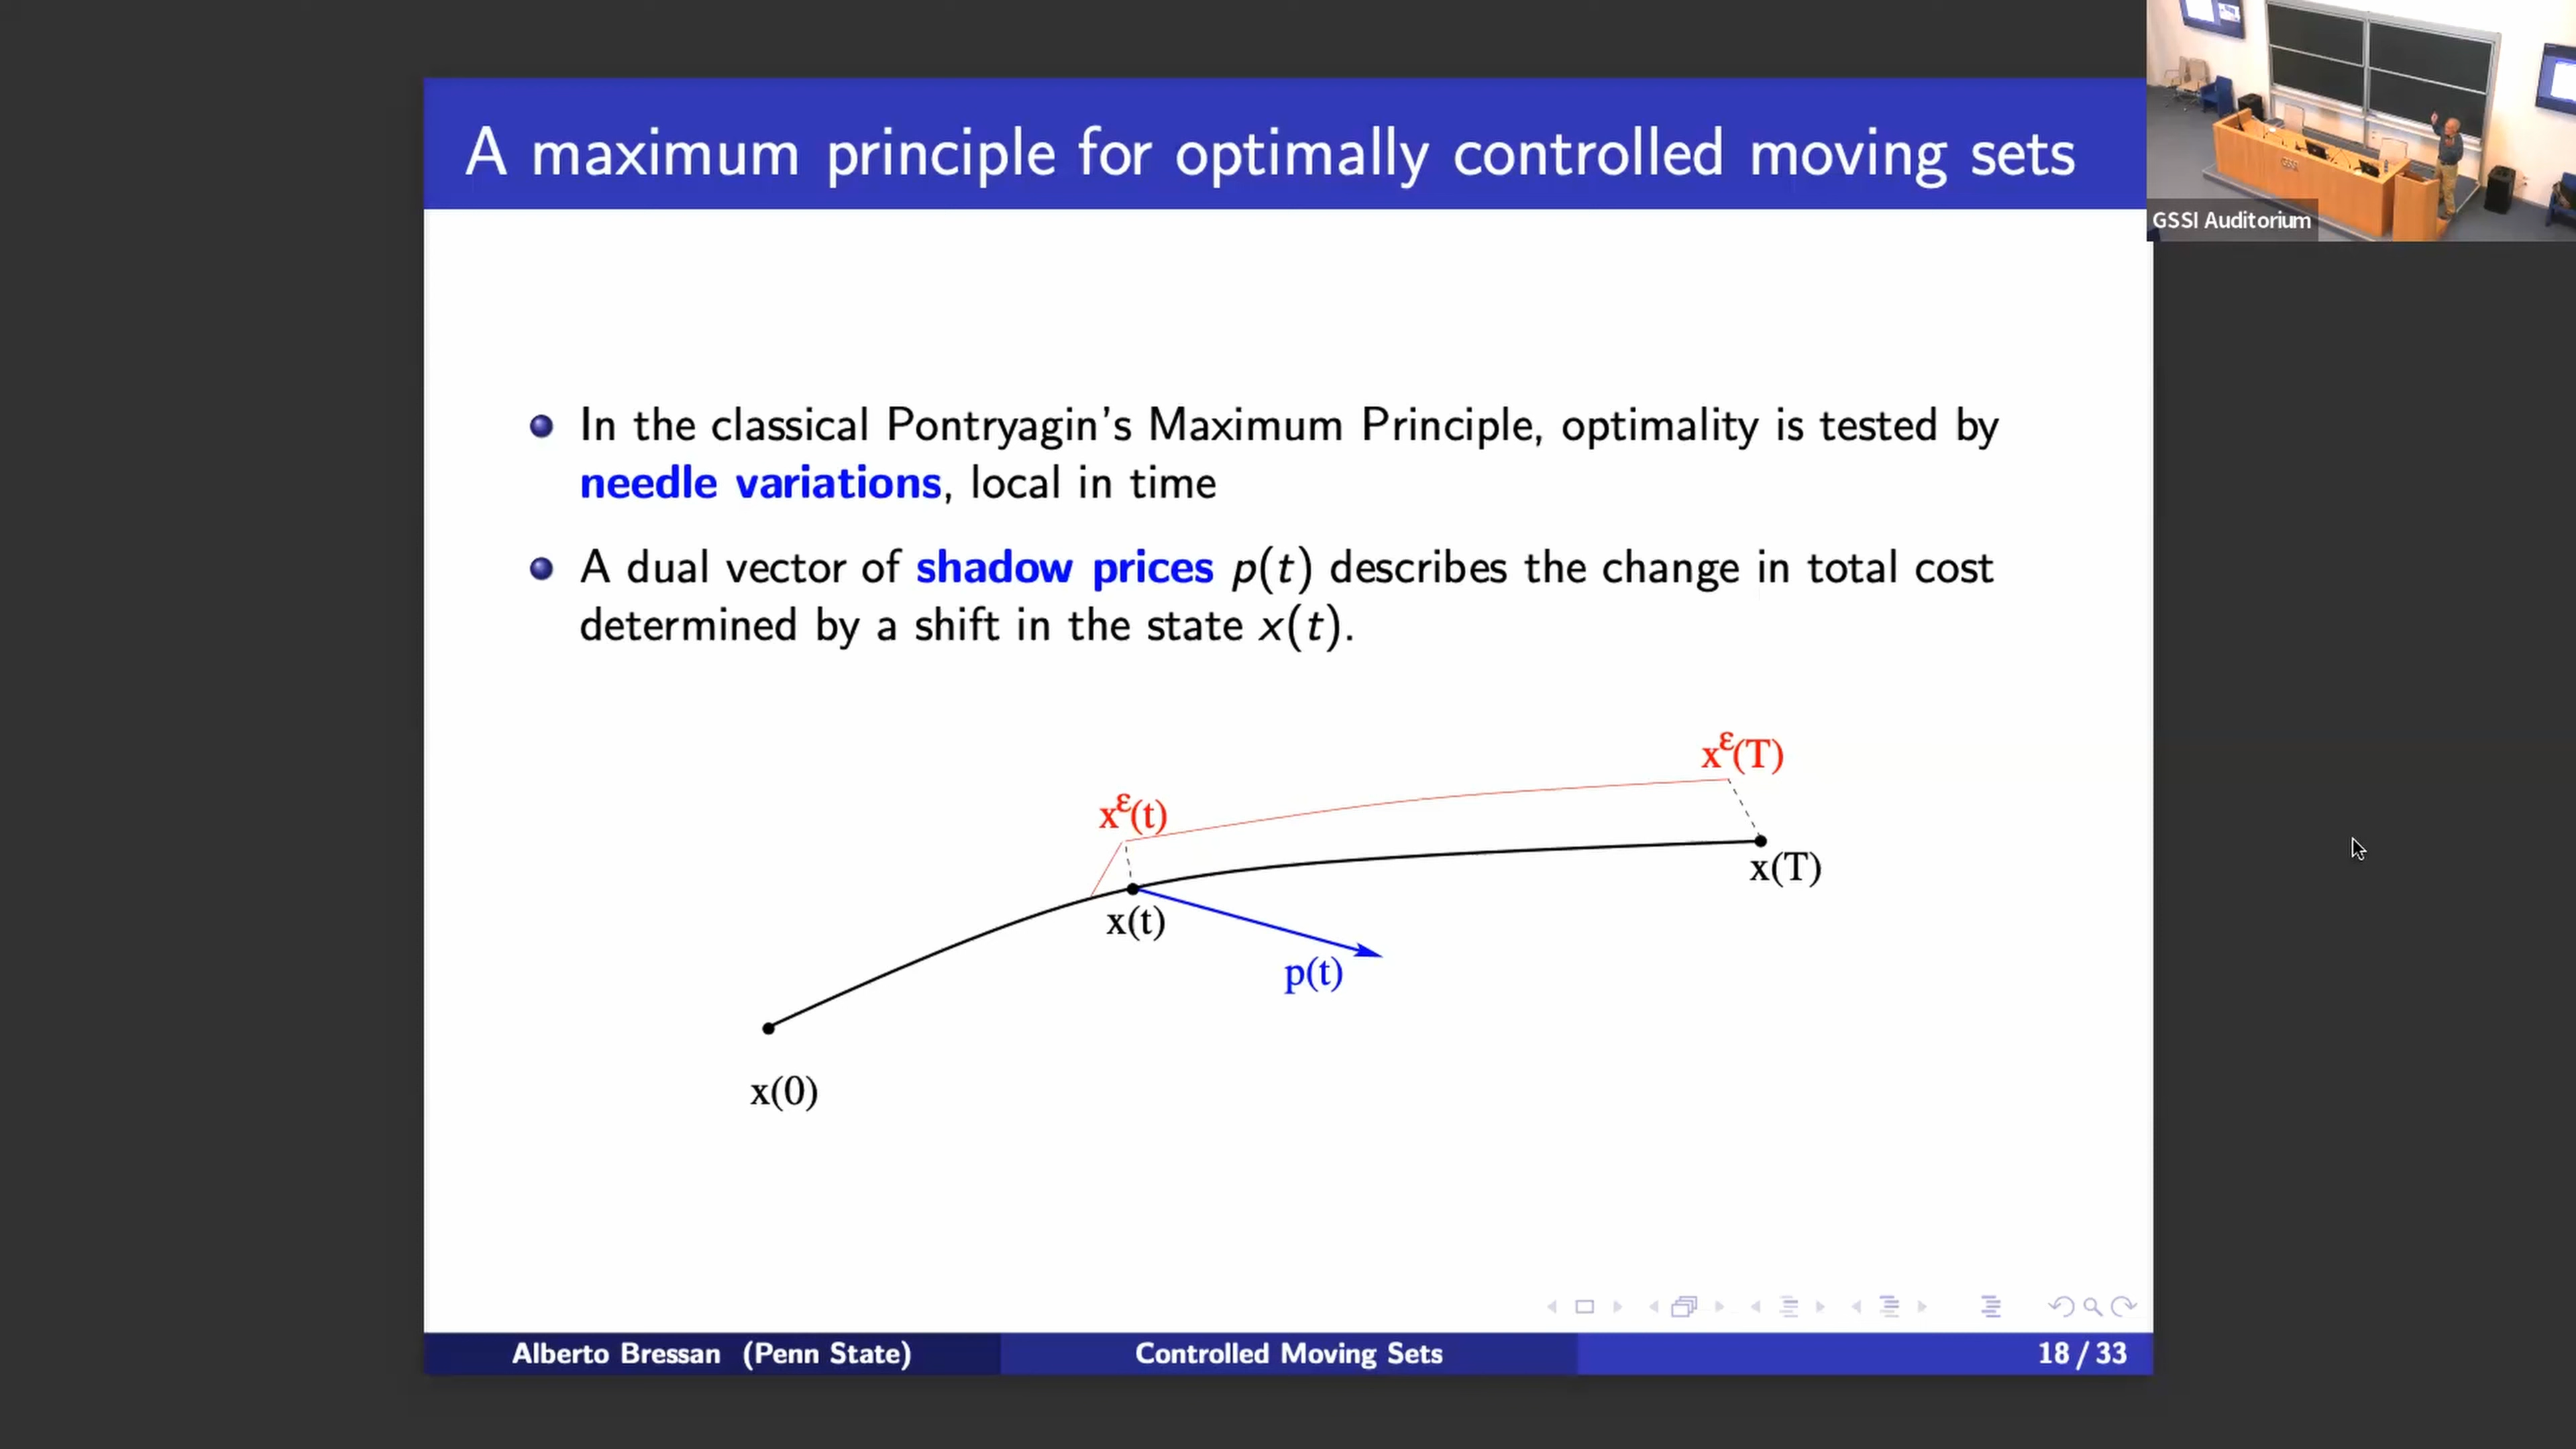 A maximum principle for optimally controlled moving sets
GSSI Auditorium
In the classical Pontryagin's Maximum Principle, optimality is tested by
needle variations, local in time
A dual vector of shadow prices p(t) describes the change in total cost
determined by a shift in the state x(t).
xᵋ(T)
xᵋ(t)
x(T)
x(t)
p(t)
x(0)
Alberto Bressan (Penn State)
Controlled Moving Sets
18 / 33